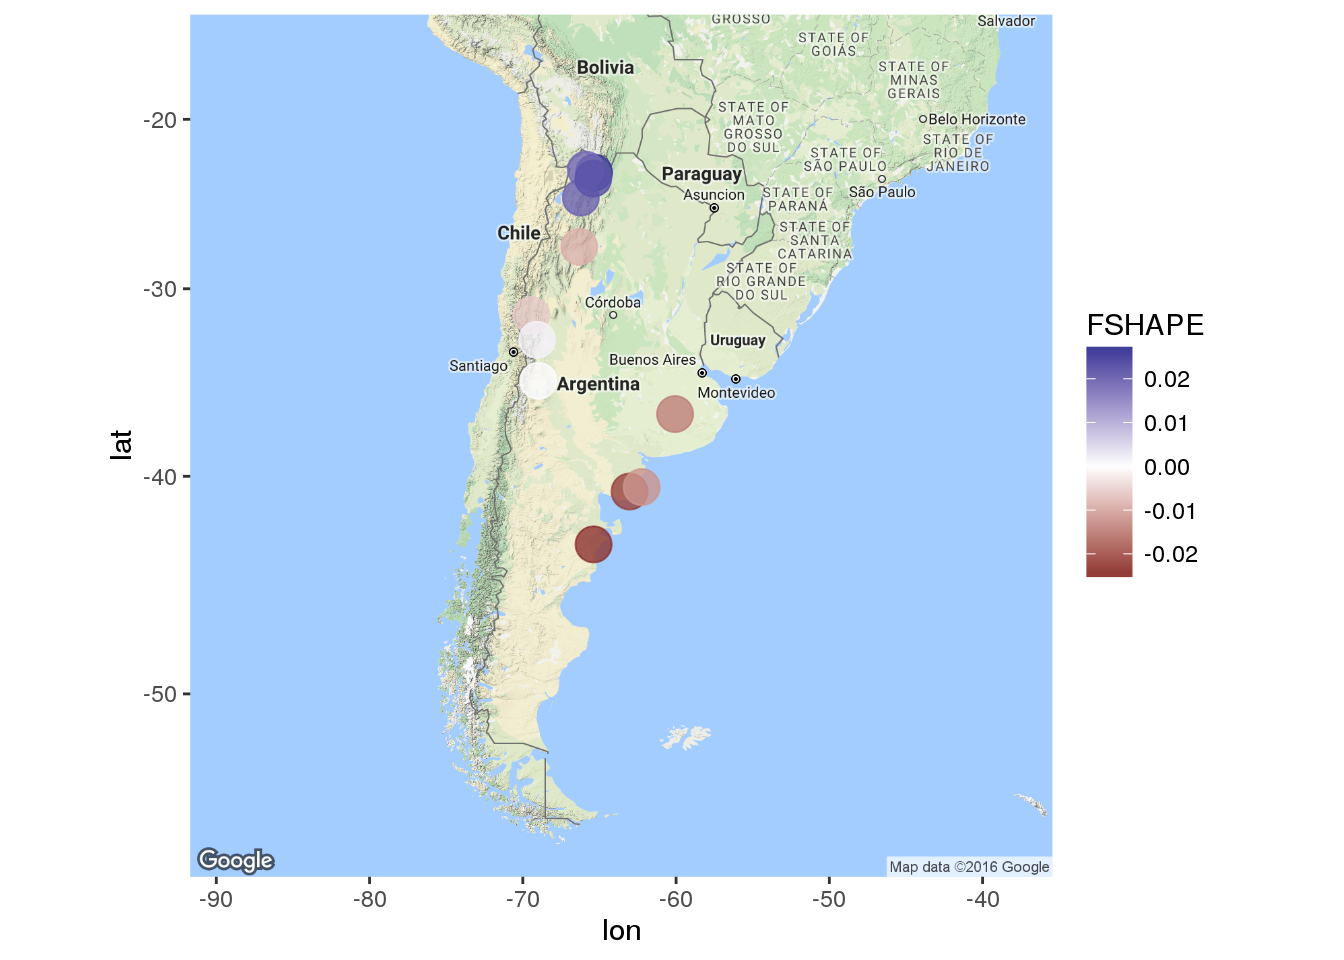 GROSSO
Salvador
STATE OF
GOIÁS
Bolivia
STATE OF
MINAS
GERAIS
STATE OF
MATO
GROSSO
DO SUL
Belo Horizonte
-20
STATE OF
RIO DE
JANEIRO
STATE OF
SÃO PAULO
Paraguay
São Paulo
Asuncion
STATE OF
PARANÁ
Chile
STATE OF
SANTA
CATARINA
STATE OF
RIO GRANDE
DO SUL
-30
Córdoba
FSHAPE
Uruguay
Santiago
Buenos Aires
Argentina
Montevideo
0.02
0.01
0.00
-0.01
-0.02
lat
-40
-50
Google
Map data ©2016 Google
-90
-80
-70
-60
-50
-40
lon